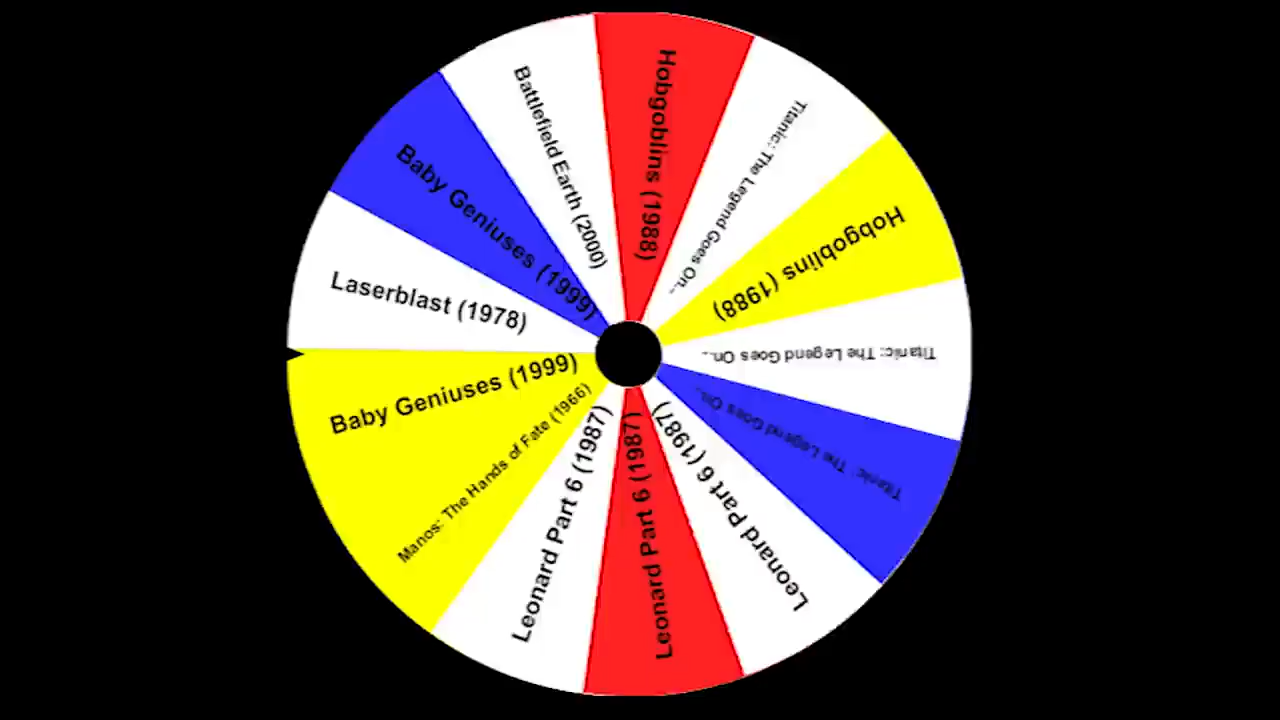 Hobgoblins (1988)
Titanic: The Legend Goes On...
Hobgoblins (1988)
Titanic: The Legend Goes On...
Titanic: The Legend Goes On...
Leonard Part 6 (1987)
Leonard Part 6 (1987)
Leonard Part 6 (1987)
Manos: The Hands of Fate (1966)
Baby Geniuses (1999)
Laserblast (1978)
Baby Geniuses (1999)
Battlefield Earth (2000)